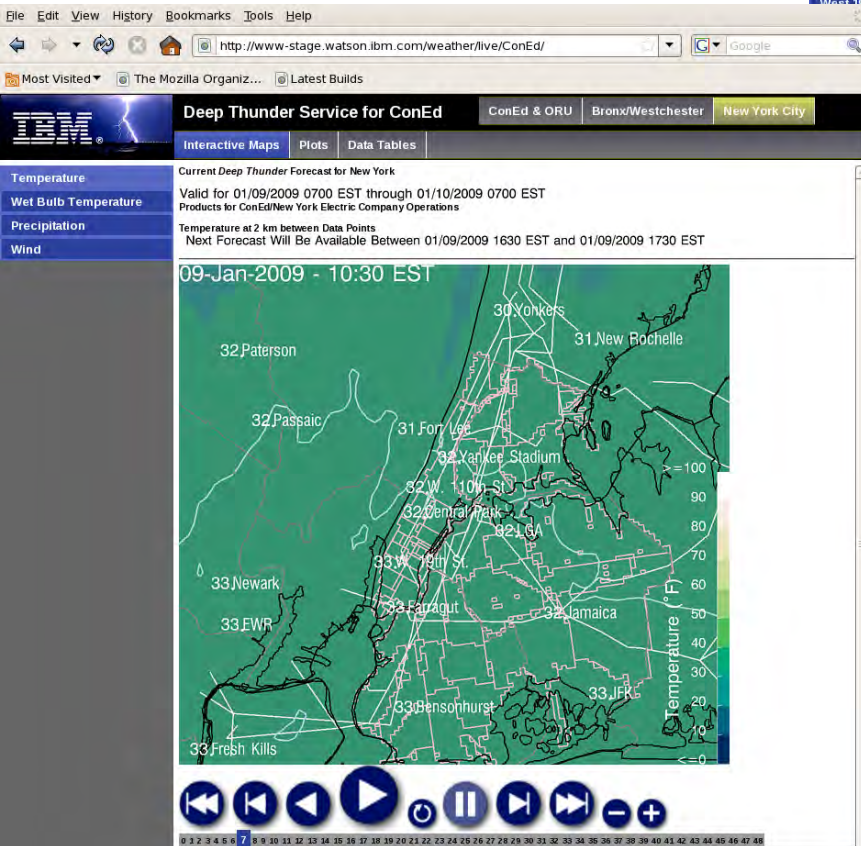 West 1
File Edit View History Bookmarks Tools Help
http://www-stage.watson.ibm.com/weather/live/ConEd/
G Google
Most Visited The Mozilla Organiz... Latest Builds
IBM®
Deep Thunder Service for ConEd
ConEd & ORU Bronx/Westchester New York City
Interactive Maps Plots Data Tables
Temperature
Wet Bulb Temperature
Precipitation
Wind
Current Deep Thunder Forecast for New York
Valid for 01/09/2009 0700 EST through 01/10/2009 0700 EST
Products for ConEd/New York Electric Company Operations
Temperature at 2 km between Data Points
Next Forecast Will Be Available Between 01/09/2009 1630 EST and 01/09/2009 1730 EST
09-Jan-2009 - 10:30 EST
30 Yonkers
31 New Rochelle
32 Paterson
32 Passaic
31 Fort Lee
32 Yankee Stadium
32 W. 110th St.
32 Central Park
32 LGA
33 W. 19th St.
33 Newark
33 Farragut
32 Jamaica
33 EWR
33 JFK
33 Bensonhurst
33 Fresh Kills
>=100
90
80
70
60
50
40
30
20
10
<=0
Temperature (°F)
0 1 2 3 4 5 6 7 8 9 10 11 12 13 14 15 16 17 18 19 20 21 22 23 24 25 26 27 28 29 30 31 32 33 34 35 36 37 38 39 40 41 42 43 44 45 46 47 48